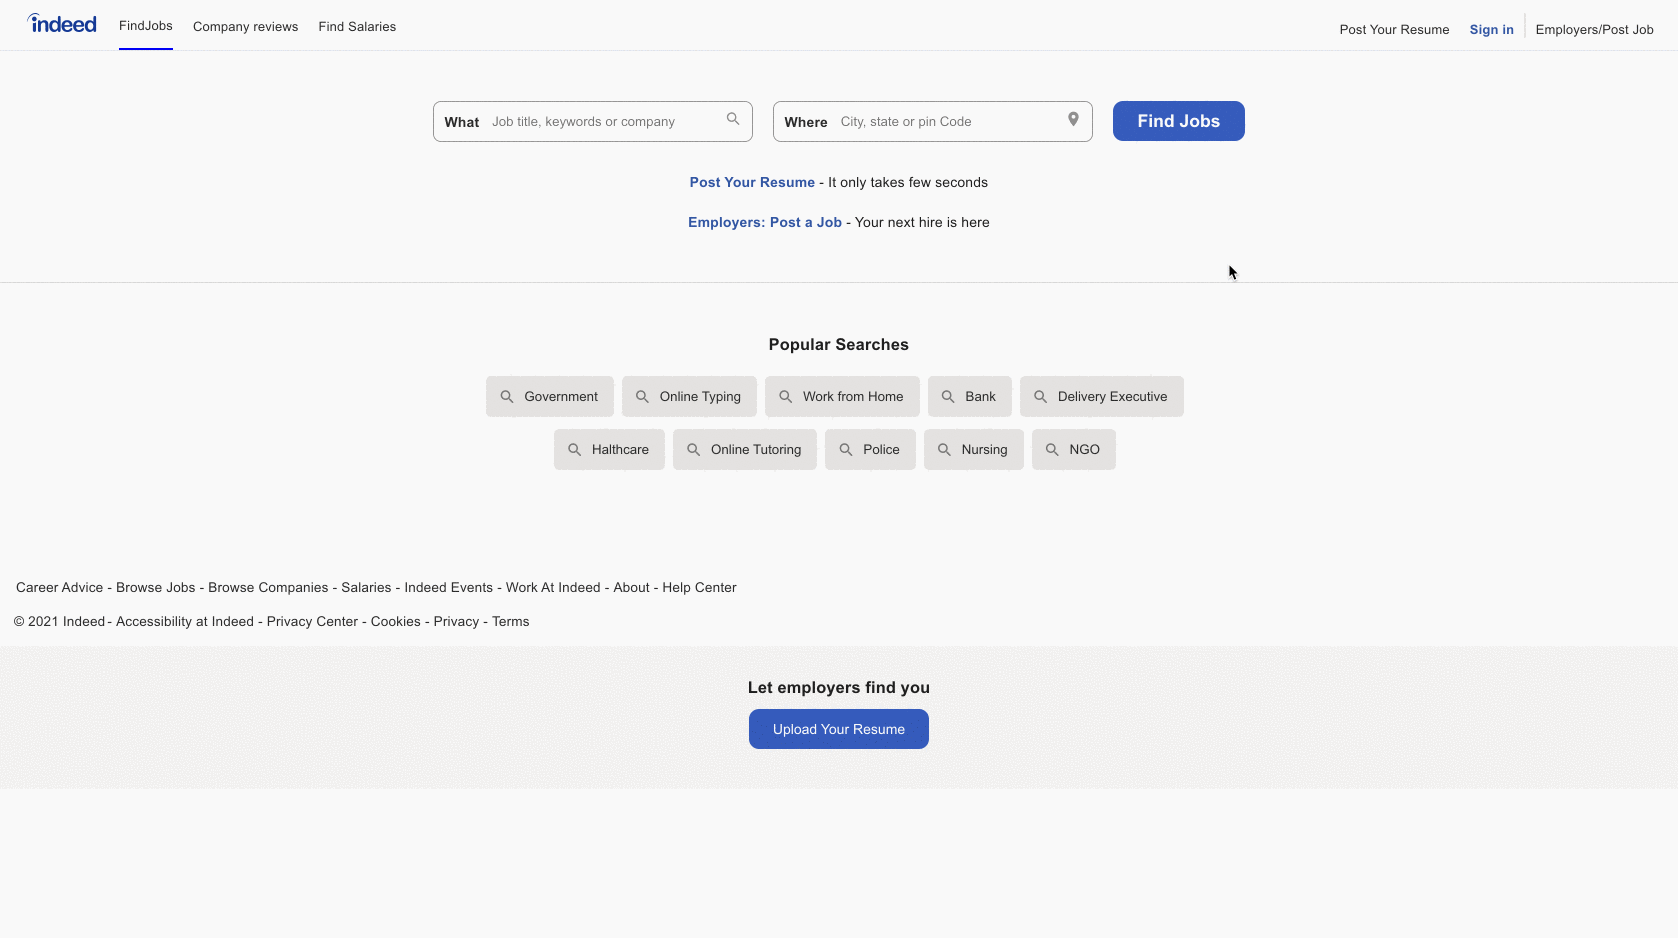 indeed FindJobs Company reviews Find Salaries Post Your Resume Sign in Employers/Post Job
What Job title, keywords or company Where City, state or pin Code Find Jobs
Post Your Resume - It only takes few seconds
Employers: Post a Job - Your next hire is here
Popular Searches
Government Online Typing Work from Home Bank Delivery Executive
Halthcare Online Tutoring Police Nursing NGO
Career Advice - Browse Jobs - Browse Companies - Salaries - Indeed Events - Work At Indeed - About - Help Center
© 2021 Indeed - Accessibility at Indeed - Privacy Center - Cookies - Privacy - Terms
Let employers find you
Upload Your Resume